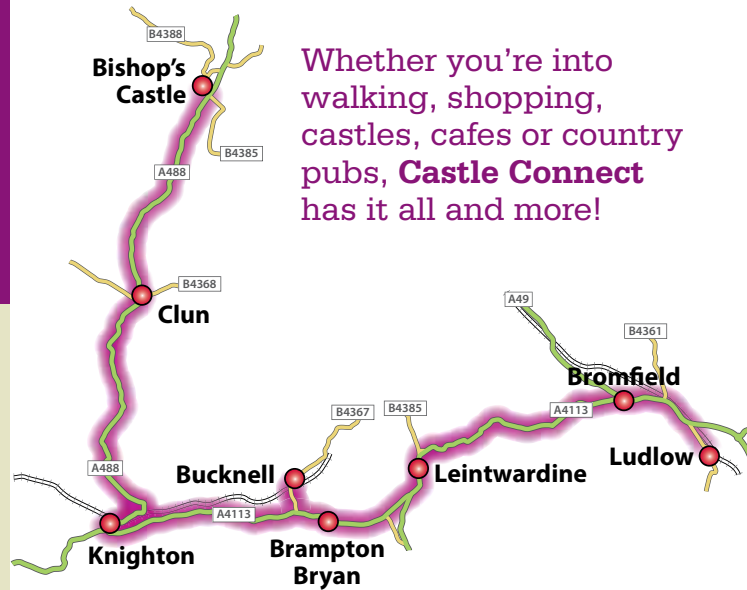 B4388
Bishop's
Castle
Whether you're into
walking, shopping,
castles, cafes or country
pubs, Castle Connect
has it all and more!
B4385
A488
B4368
Clun
A49
B4361
Bromfield
A4113
B4367
B4385
Ludlow
A488
Bucknell
Leintwardine
A4113
Knighton
Brampton
Bryan